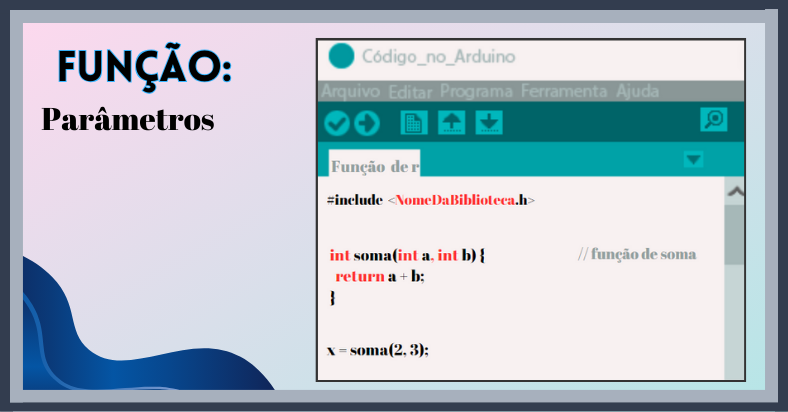 FUNÇÃO:
Parâmetros
Código_no_Arduino
Arquivo Editar Programa Ferramenta Ajuda
Função de r
#include <NomeDaBiblioteca.h>
int soma(int a, int b) { // função de soma
return a + b;
}
x = soma(2, 3);